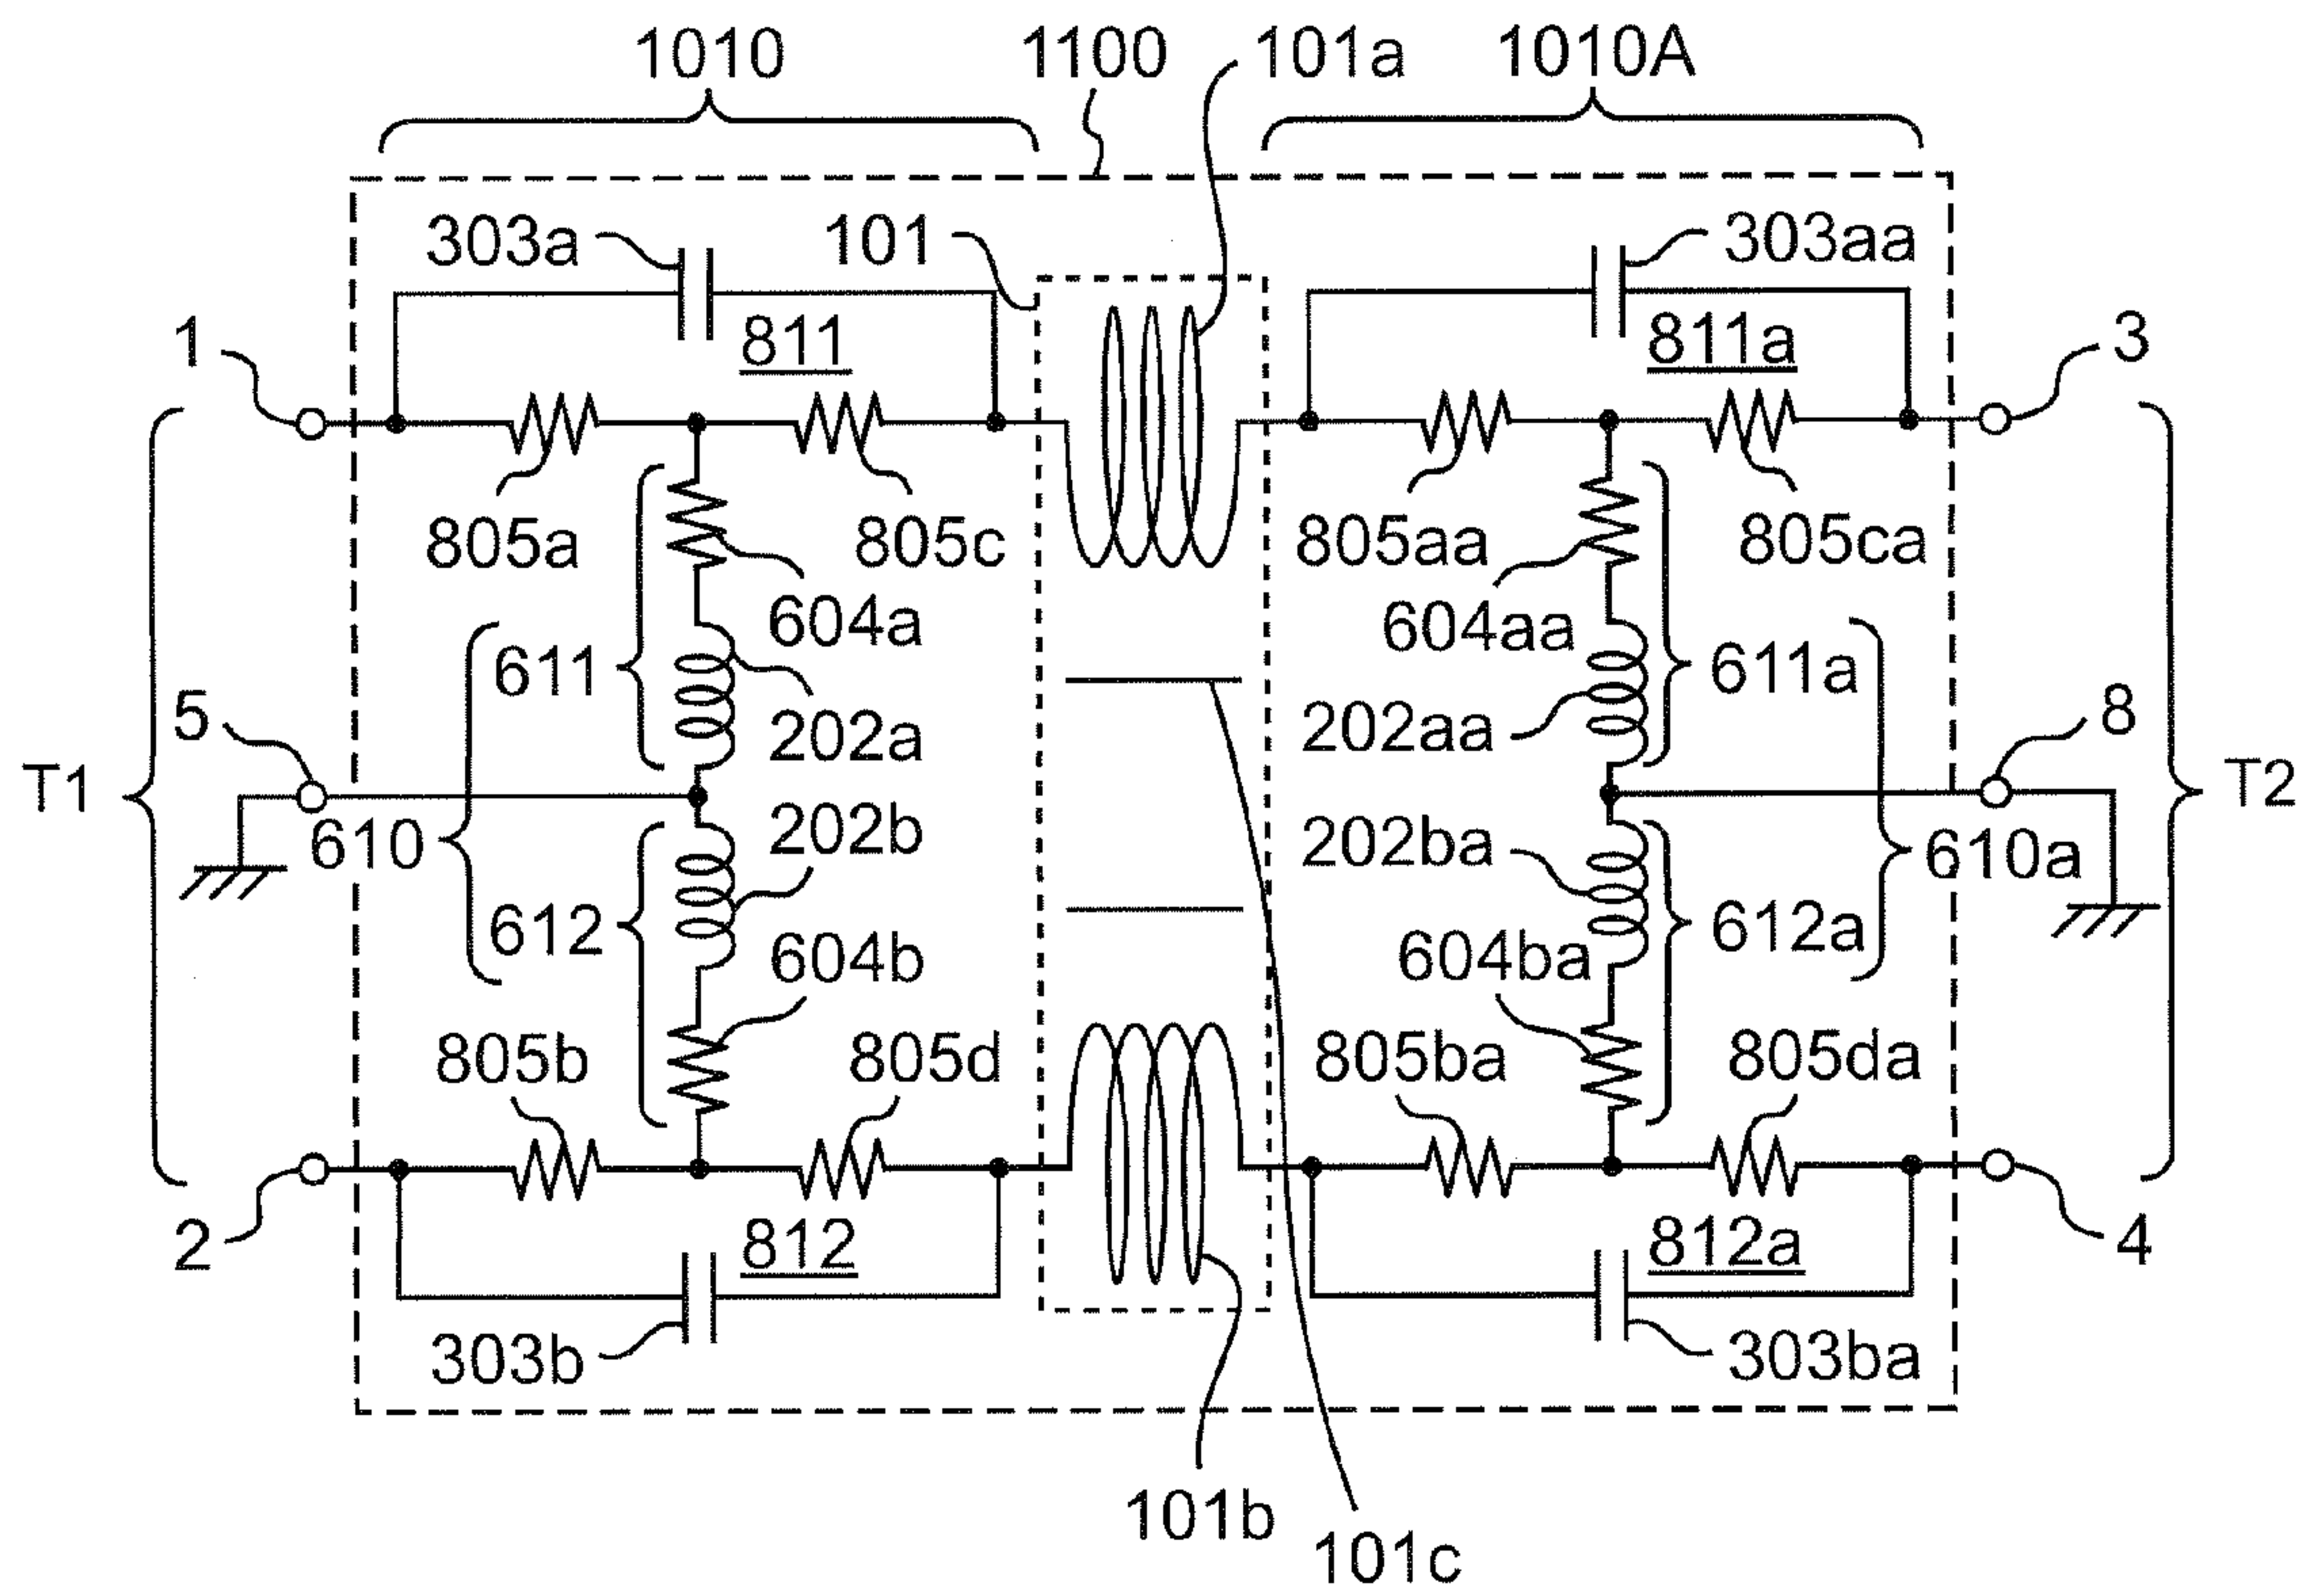 1010 1100 101a 1010A
303a 101 303aa
811 811a
1 3
805a 805c 805aa 805ca
604a 604aa
611 611a
5 202a 202aa 8
T1 T2
610 202b 202ba 610a
612 604b 604ba 612a
805b 805d 805ba 805da
2 812 812a 4
303b 303ba
101b
101c